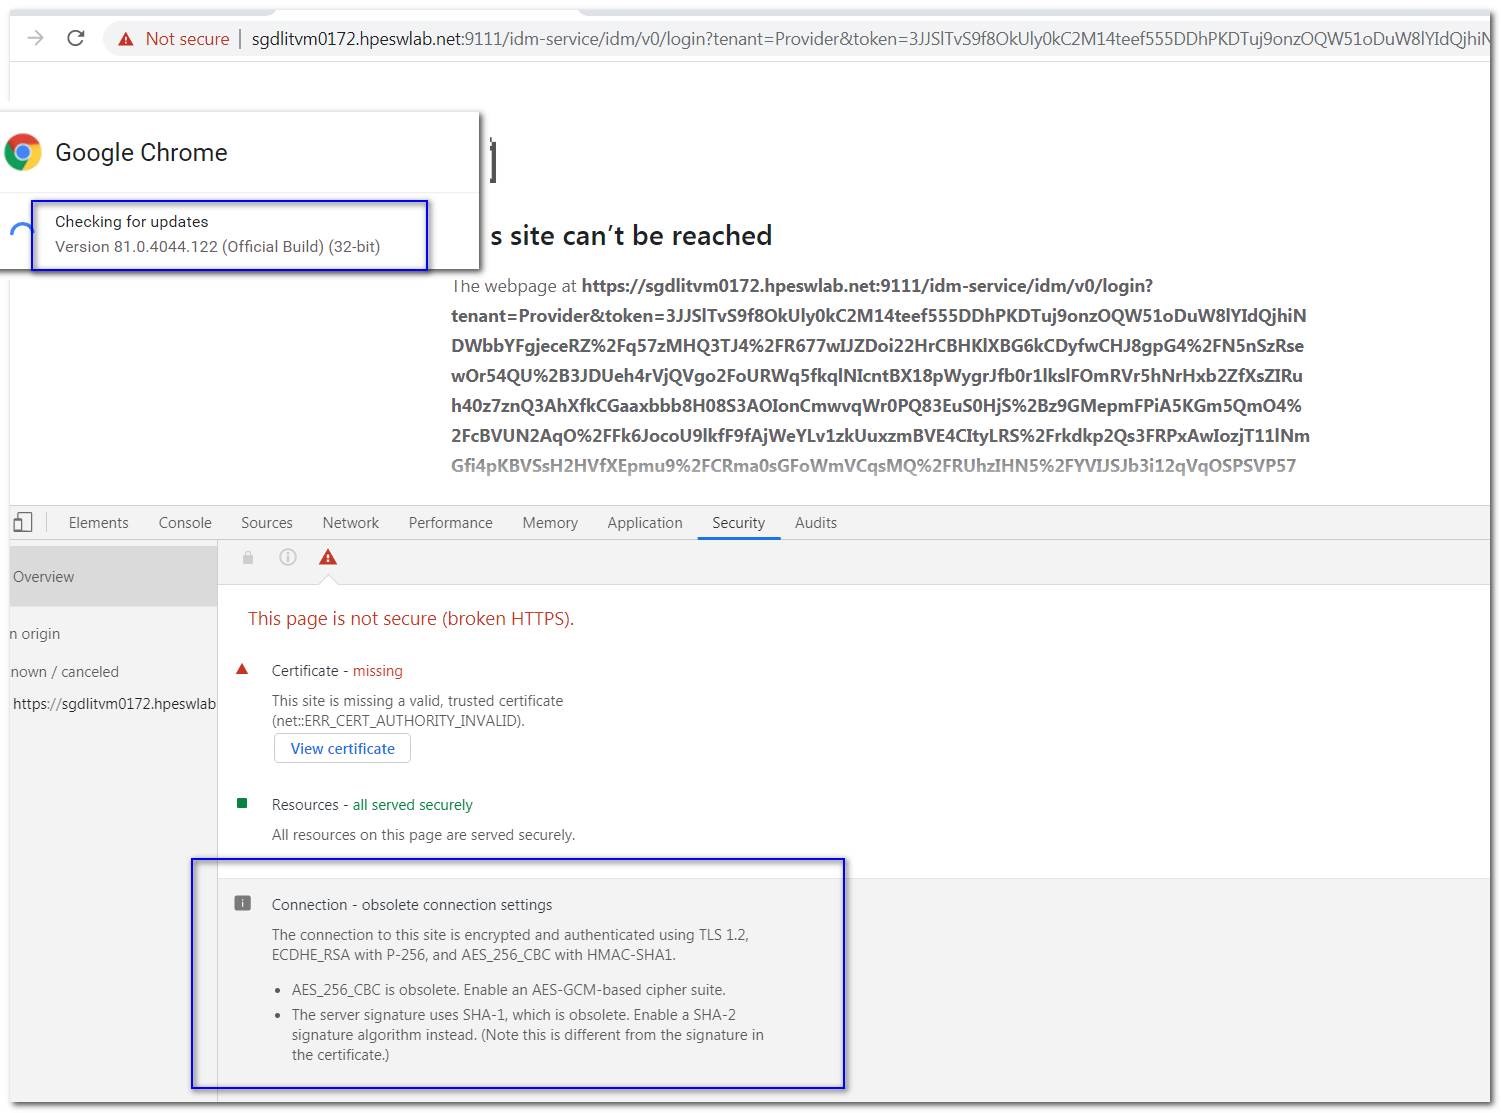 Not secure | sgdlitvm0172.hpeswlab.net:9111/idm-service/idm/v0/login?tenant=Provider&token=3JJSlTvS9f8OkUly0kC2M14teef555DDhPKDTuj9onzOQW51oDuW8lYIdQjhiN
Google Chrome
Checking for updates
Version 81.0.4044.122 (Official Build) (32-bit)
s site can’t be reached
The webpage at https://sgdlitvm0172.hpeswlab.net:9111/idm-service/idm/v0/login?
tenant=Provider&token=3JJSlTvS9f8OkUly0kC2M14teef555DDhPKDTuj9onzOQW51oDuW8lYIdQjhiN
DWbbYFgjeceRZ%2Fq57zMHQ3TJ4%2FR677wIJZDoi22HrCBHKlXBG6kCDyfwCHJ8gpG4%2FN5nSzRse
wOr54QU%2B3JDUeh4rVjQVgo2FoURWq5fkqlNIcntBX18pWygrJfb0r1lkslFOmRVr5hNrHxb2ZfXsZIRu
h40z7znQ3AhXfkCGaaxbbb8H08S3AOIonCmwvqWr0PQ83EuS0HjS%2Bz9GMepmFPiA5KGm5QmO4%
2FcBVUN2AqO%2FFk6JocoU9lkfF9fAjWeYLv1zkUuxzmBVE4CItyLRS%2Frkdkp2Qs3FRPxAwIozjT11lNm
Gfi4pKBVSsH2HVfXEpmu9%2FCRma0sGFoWmVCqsMQ%2FRUhzIHN5%2FYVIJSJb3i12qVqOSPSVP57
Elements Console Sources Network Performance Memory Application Security Audits
Overview
n origin
nown / canceled
https://sgdlitvm0172.hpeswlab
This page is not secure (broken HTTPS).
Certificate - missing
This site is missing a valid, trusted certificate
(net::ERR_CERT_AUTHORITY_INVALID).
View certificate
Resources - all served securely
All resources on this page are served securely.
Connection - obsolete connection settings
The connection to this site is encrypted and authenticated using TLS 1.2,
ECDHE_RSA with P-256, and AES_256_CBC with HMAC-SHA1.
• AES_256_CBC is obsolete. Enable an AES-GCM-based cipher suite.
• The server signature uses SHA-1, which is obsolete. Enable a SHA-2
signature algorithm instead. (Note this is different from the signature in
the certificate.)